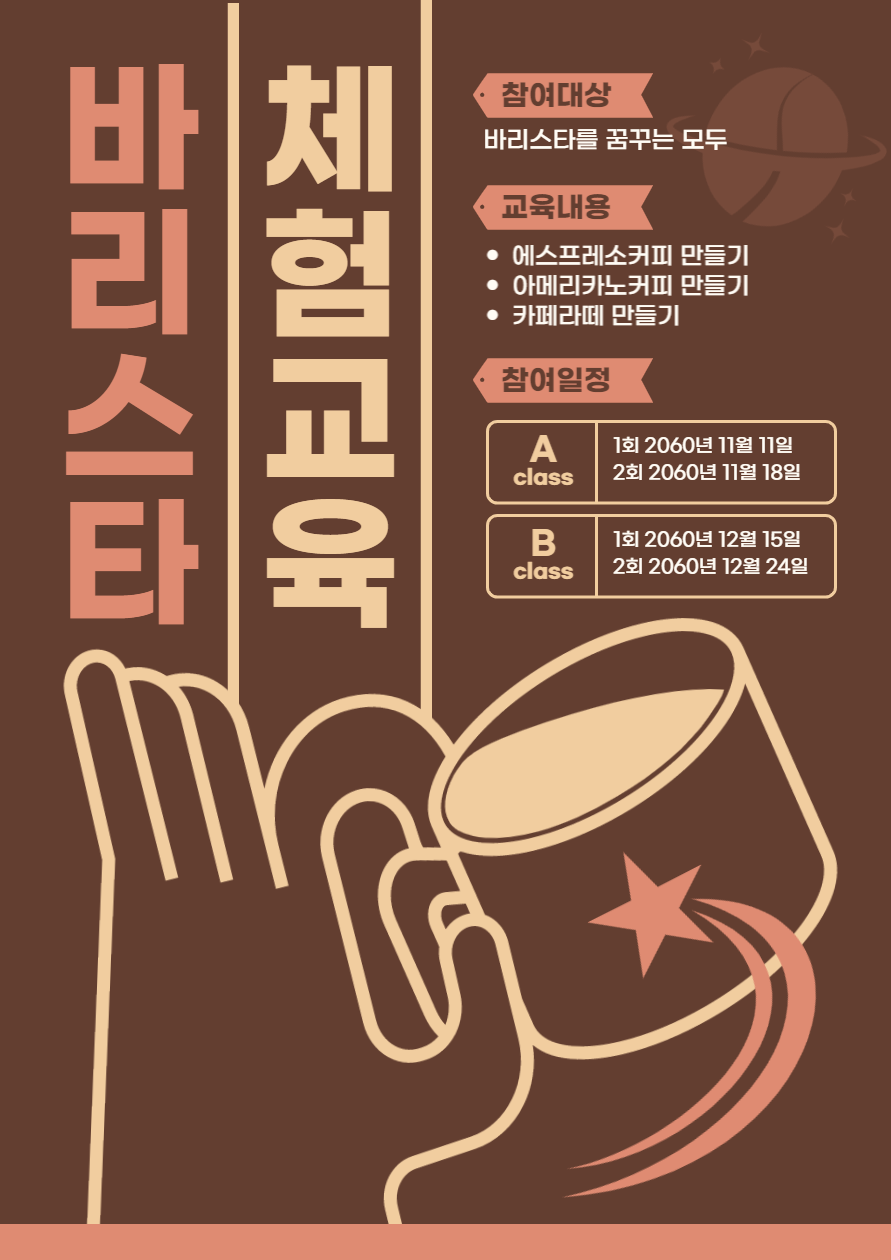 바리스타
체험교육
참여대상
바리스타를 꿈꾸는 모두
교육내용
• 에스프레소커피 만들기
• 아메리카노커피 만들기
• 카페라떼 만들기
참여일정
A
class
1회 2060년 11월 11일
2회 2060년 11월 18일
B
class
1회 2060년 12월 15일
2회 2060년 12월 24일